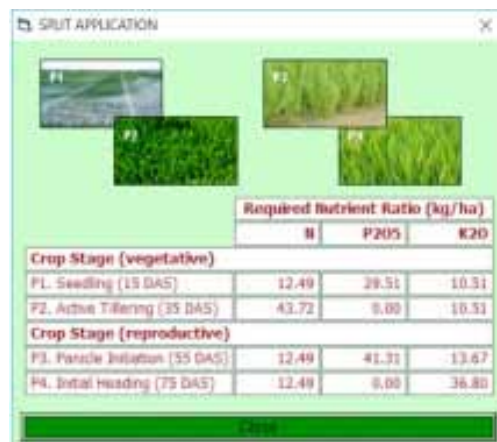 SPLIT APPLICATION
P1
P2
P3
P4
Required Nutrient Ratio (kg/ha)
N P2O5 K2O
Crop Stage (vegetative)
P1. Seedling (15 DAS) 12.49 29.51 10.51
P2. Active Tillering (35 DAS) 43.72 0.00 10.51
Crop Stage (reproductive)
P3. Panicle Initiation (55 DAS) 12.49 41.31 13.67
P4. Initial Heading (75 DAS) 12.49 0.00 36.80
Close